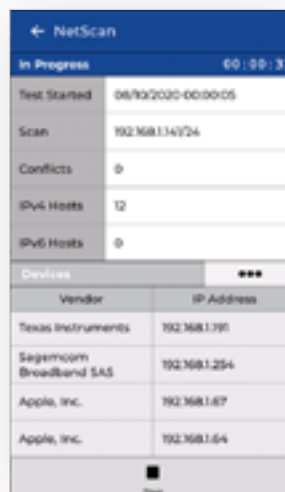 ← NetScan
In Progress 00:00:3
Test Started 08/10/2020-00:00:05
Scan 192.168.1.141/24
Conflicts 0
IPv4 Hosts 12
IPv6 Hosts 0
Devices
Vendor IP Address
Texas Instruments 192.168.1.191
Sagemcom 192.168.1.254
Broadband SAS
Apple, Inc. 192.168.1.67
Apple, Inc. 192.168.1.64